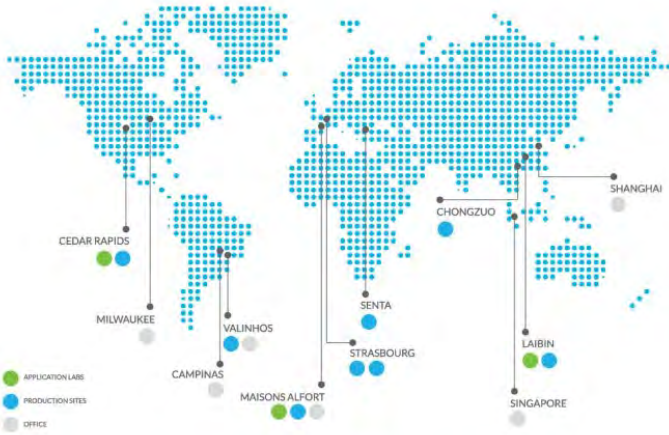 SHANGHAI
CHONGZUO
CEDAR RAPIDS
SENTA
MILWAUKEE
VALINHOS
STRASBOURG
LAIBIN
CAMPINAS
MAISONS ALFORT
SINGAPORE
APPLICATION LABS
PRODUCTION SITES
OFFICE